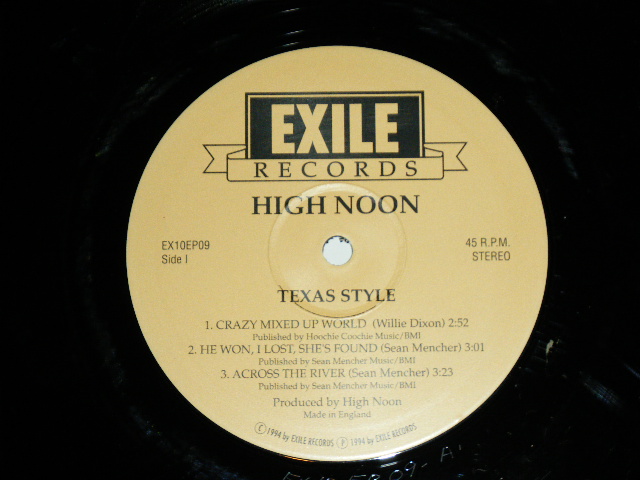 EXILE
RECORDS
HIGH NOON
EX10EP09
Side I
45 R.P.M.
STEREO
TEXAS STYLE
1. CRAZY MIXED UP WORLD (Willie Dixon) 2:52
Published by Hoochie Coochie Music/BMI
2. HE WON, I LOST, SHE'S FOUND (Sean Mencher) 3:01
Published by Sean Mencher Music/BMI
3. ACROSS THE RIVER (Sean Mencher) 3:23
Published by Sean Mencher Music/BMI
Produced by High Noon
Made in England
© 1994 by EXILE RECORDS ℗ 1994 by EXILE RECORDS